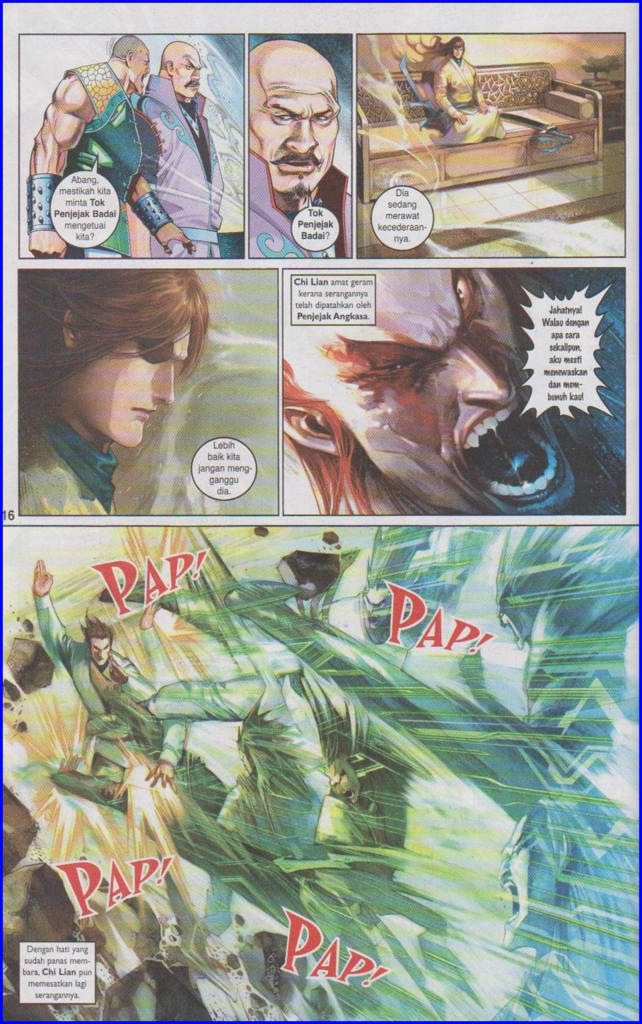 Abang,
mestikah kita
minta Tok
Penjejak Badai
mengetuai
kita?
Tok
Penjejak
Badai?
Dia
sedang
merawat
kecederaan-
nya.
Lebih
baik kita
jangan meng-
ganggu
dia.
Chi Lian amat geram
kerana serangannya
telah dipatahkan oleh
Penjejak Angkasa.
Jahatnya!
Walau dengan
apa cara
sekalipun,
aku mesti
menewaskan
dan mem-
bunuh kau!
16
PAP!
PAP!
PAP!
PAP!
Dengan hati yang
sudah panas mem-
bara, Chi Lian pun
memesatkan lagi
serangannya.